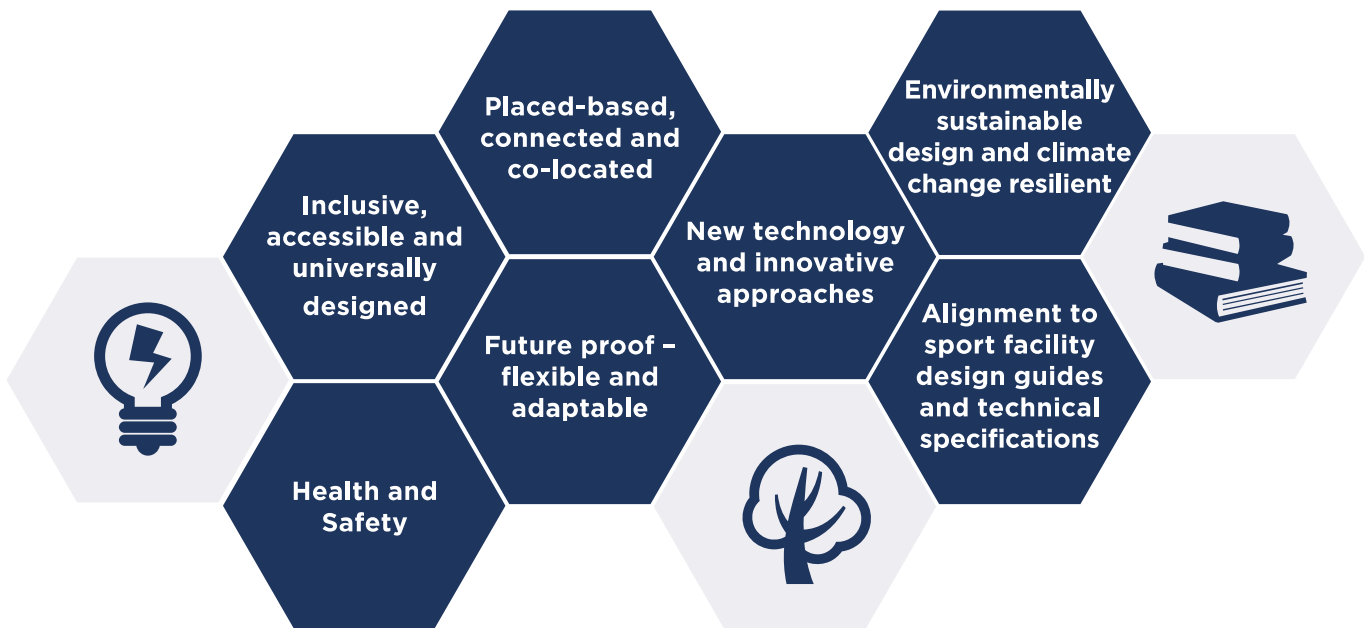 Placed-based,
connected and
co-located
Environmentally
sustainable
design and climate
change resilient
Inclusive,
accessible and
universally
designed
New technology
and innovative
approaches
Future proof –
flexible and
adaptable
Alignment to
sport facility
design guides
and technical
specifications
Health and
Safety